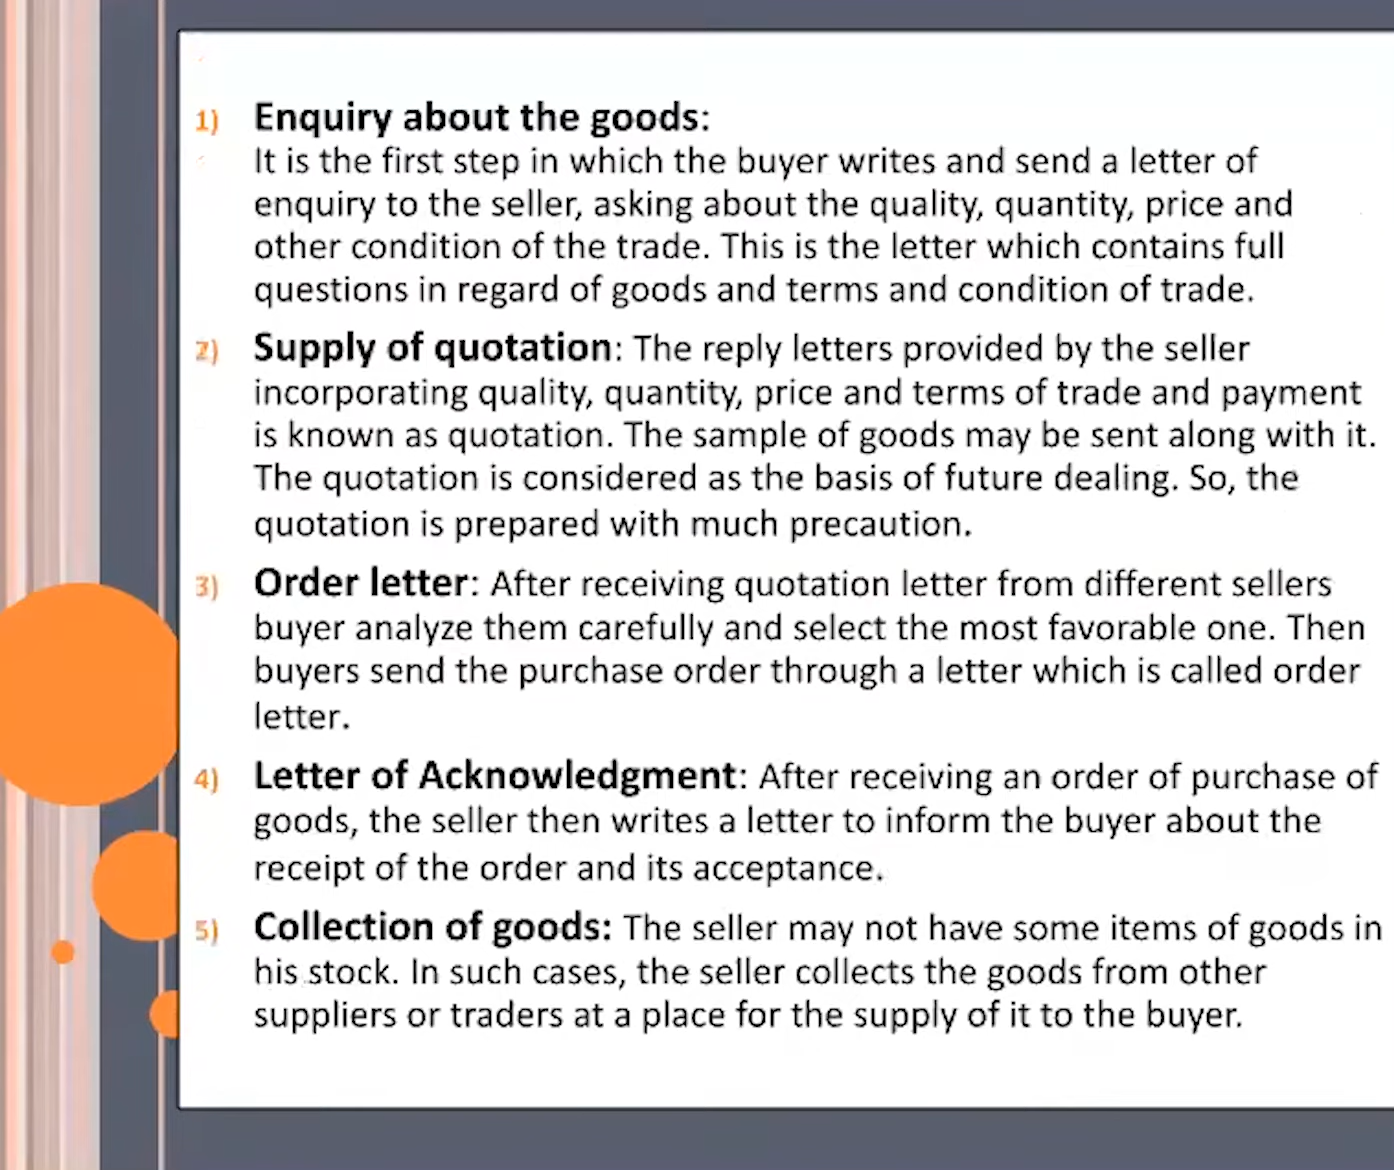 1) Enquiry about the goods:
It is the first step in which the buyer writes and send a letter of
enquiry to the seller, asking about the quality, quantity, price and
other condition of the trade. This is the letter which contains full
questions in regard of goods and terms and condition of trade.
2) Supply of quotation: The reply letters provided by the seller
incorporating quality, quantity, price and terms of trade and payment
is known as quotation. The sample of goods may be sent along with it.
The quotation is considered as the basis of future dealing. So, the
quotation is prepared with much precaution.
3) Order letter: After receiving quotation letter from different sellers
buyer analyze them carefully and select the most favorable one. Then
buyers send the purchase order through a letter which is called order
letter.
4) Letter of Acknowledgment: After receiving an order of purchase of
goods, the seller then writes a letter to inform the buyer about the
receipt of the order and its acceptance.
5) Collection of goods: The seller may not have some items of goods in
his stock. In such cases, the seller collects the goods from other
suppliers or traders at a place for the supply of it to the buyer.